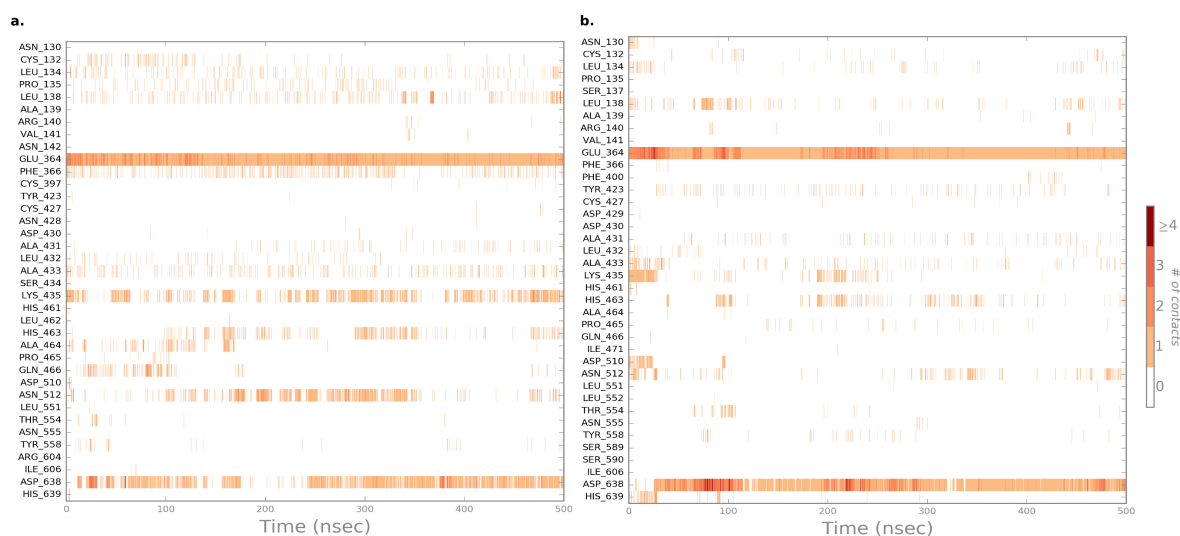 a.
ASN_130
CYS_132
LEU_134
PRO_135
LEU_138
ALA_139
ARG_140
VAL_141
ASN_142
GLU_364
PHE_366
CYS_397
TYR_423
CYS_427
ASN_428
ASP_430
ALA_431
LEU_432
ALA_433
SER_434
LYS_435
HIS_461
LEU_462
HIS_463
ALA_464
PRO_465
GLN_466
ASP_510
ASN_512
LEU_551
THR_554
ASN_555
TYR_558
ARG_604
ILE_606
ASP_638
HIS_639
0
100
200
300
400
500
Time (nsec)
b.
ASN_130
CYS_132
LEU_134
PRO_135
SER_137
LEU_138
ALA_139
ARG_140
VAL_141
GLU_364
PHE_366
PHE_400
TYR_423
CYS_427
ASP_429
ASP_430
ALA_431
LEU_432
ALA_433
LYS_435
HIS_461
HIS_463
ALA_464
PRO_465
GLN_466
ILE_471
ASP_510
ASN_512
LEU_551
LEU_552
THR_554
ASN_555
TYR_558
SER_589
SER_590
ILE_606
ASP_638
HIS_639
0
100
200
300
400
500
Time (nsec)
≥4
3
2
1
0
# of contacts